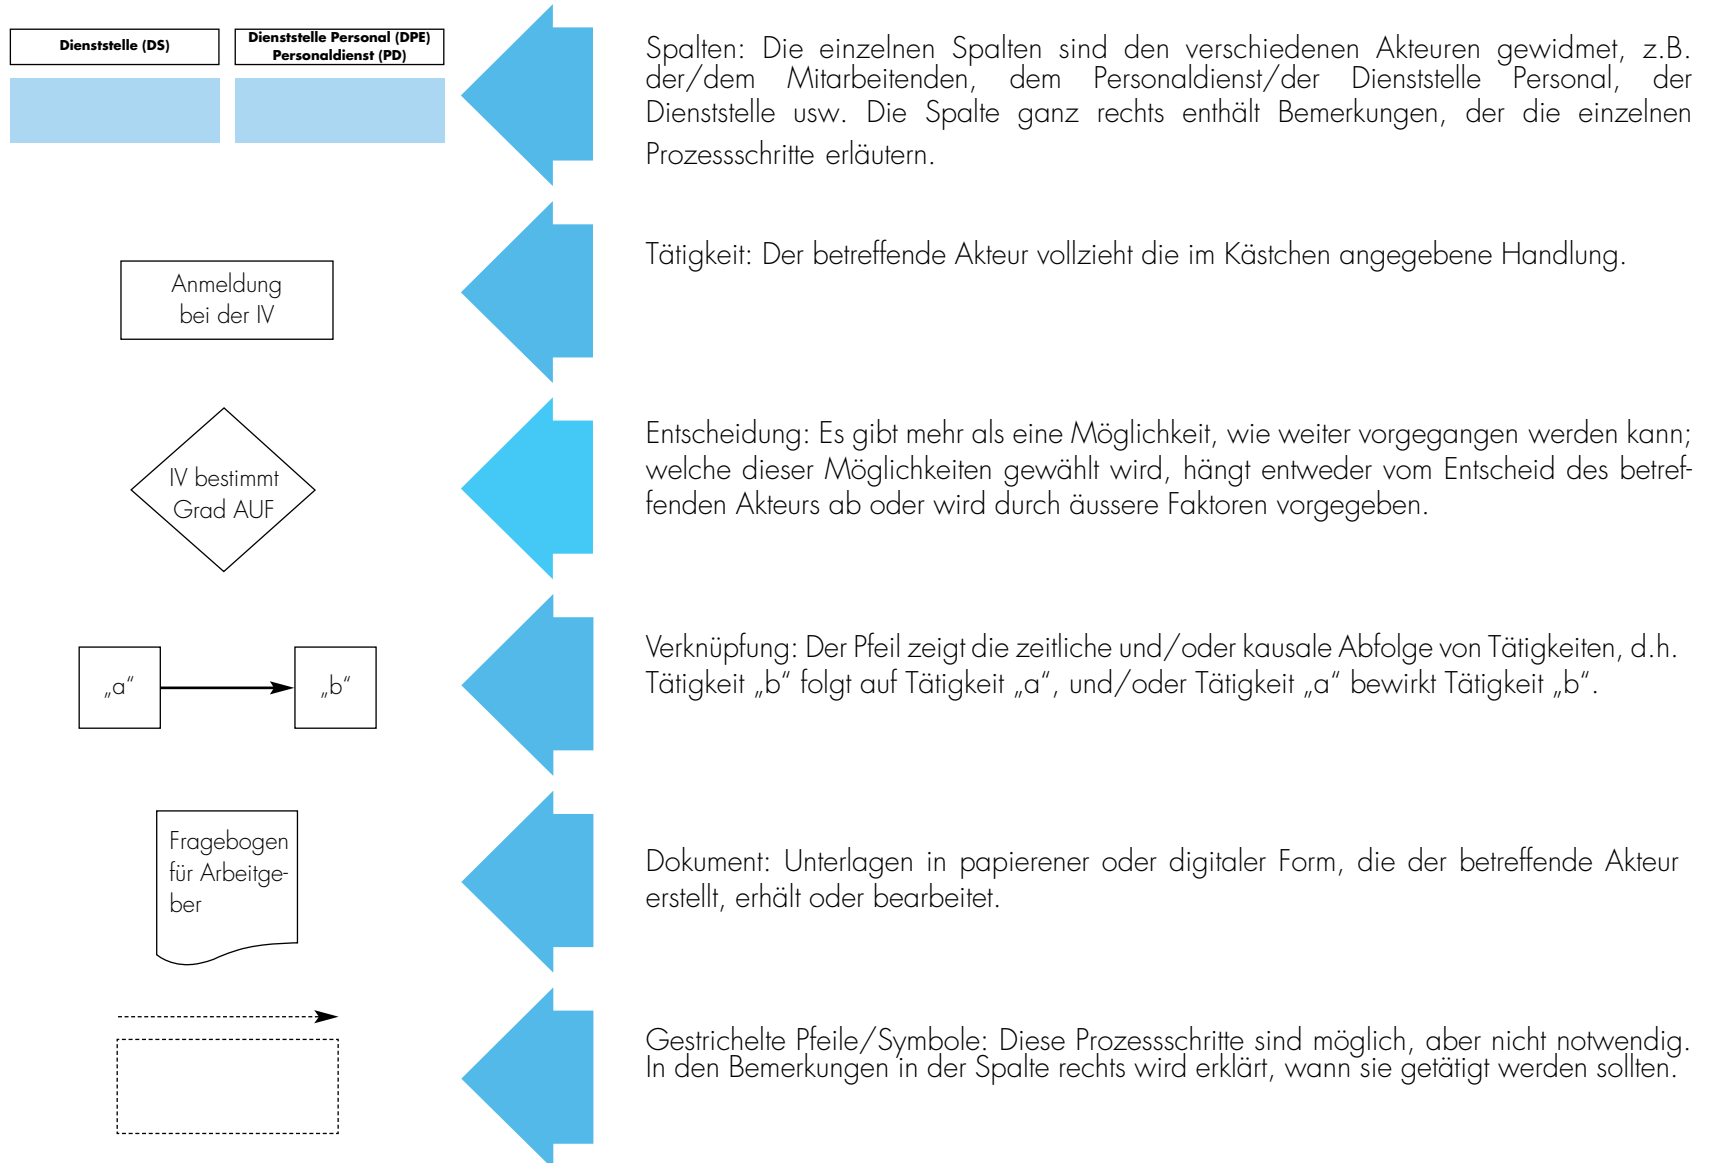 Dienststelle (DS)
Dienststelle Personal (DPE)
Personaldienst (PD)
Spalten: Die einzelnen Spalten sind den verschiedenen Akteuren gewidmet, z.B.
der/dem Mitarbeitenden, dem Personaldienst/der Dienststelle Personal, der
Dienststelle usw. Die Spalte ganz rechts enthält Bemerkungen, der die einzelnen
Prozessschritte erläutern.
Anmeldung
bei der IV
Tätigkeit: Der betreffende Akteur vollzieht die im Kästchen angegebene Handlung.
IV bestimmt
Grad AUF
Entscheidung: Es gibt mehr als eine Möglichkeit, wie weiter vorgegangen werden kann;
welche dieser Möglichkeiten gewählt wird, hängt entweder vom Entscheid des betref-
fenden Akteurs ab oder wird durch äussere Faktoren vorgegeben.
„a“
„b“
Verknüpfung: Der Pfeil zeigt die zeitliche und/oder kausale Abfolge von Tätigkeiten, d.h.
Tätigkeit „b“ folgt auf Tätigkeit „a“, und/oder Tätigkeit „a“ bewirkt Tätigkeit „b“.
Fragebogen
für Arbeitge-
ber
Dokument: Unterlagen in papierener oder digitaler Form, die der betreffende Akteur
erstellt, erhält oder bearbeitet.
Gestrichelte Pfeile/Symbole: Diese Prozessschritte sind möglich, aber nicht notwendig.
In den Bemerkungen in der Spalte rechts wird erklärt, wann sie getätigt werden sollten.